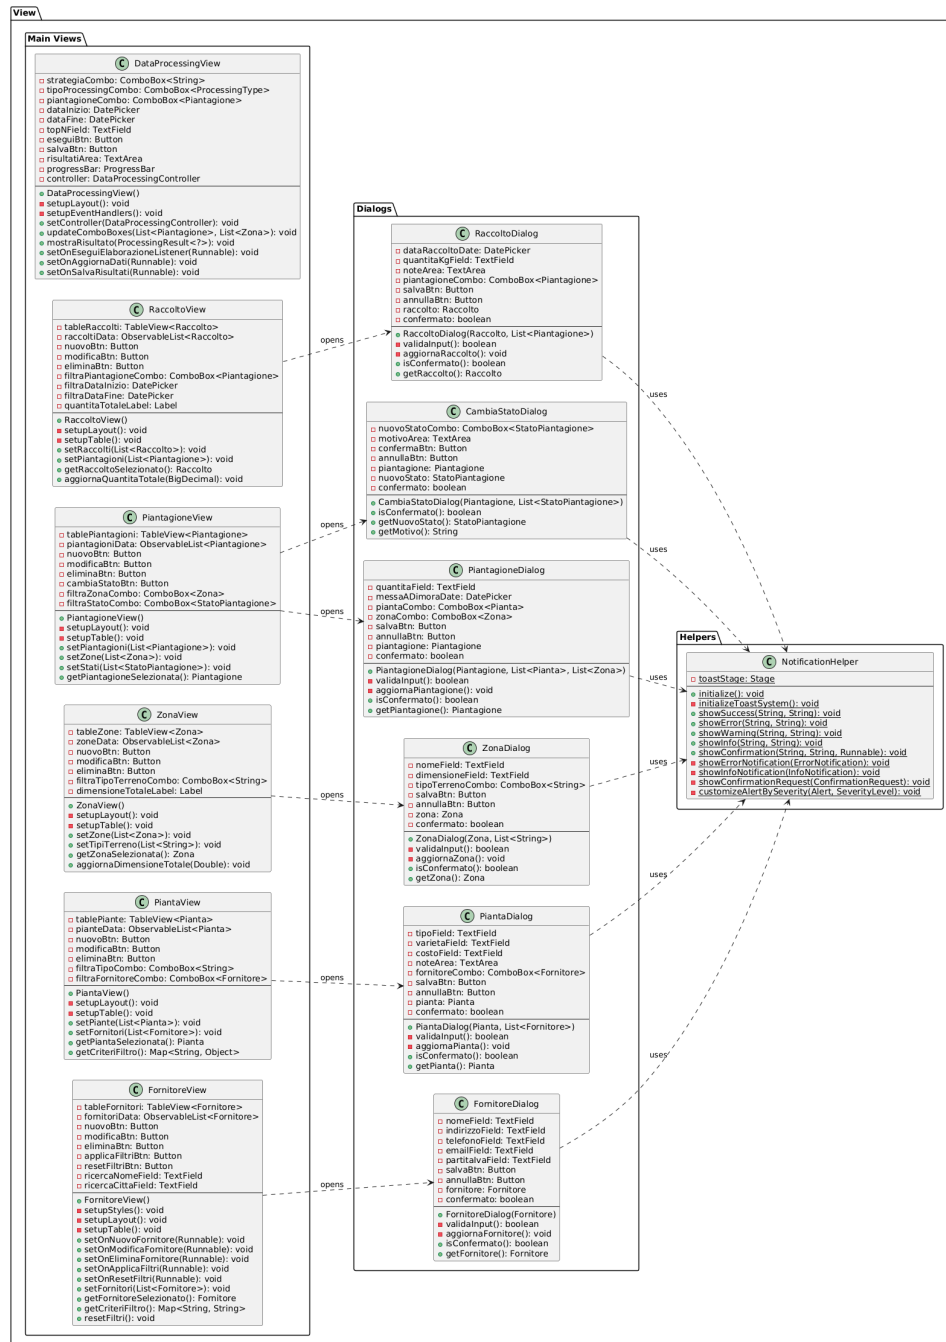 View
Main Views
C DataProcessingView
strategiaCombo: ComboBox<String>
tipoProcessingCombo: ComboBox<ProcessingType>
piantagioneCombo: ComboBox<Piantagione>
dataInizio: DatePicker
dataFine: DatePicker
topNField: TextField
eseguiBtn: Button
salvaBtn: Button
risultatiArea: TextArea
progressBar: ProgressBar
controller: DataProcessingController
DataProcessingView()
setupLayout(): void
setupEventHandlers(): void
setController(DataProcessingController): void
updateComboBoxes(List<Piantagione>, List<Zona>): void
mostraRisultato(ProcessingResult<?>): void
setOnEseguiElaborazioneListener(Runnable): void
setOnAggiornaDati(Runnable): void
setOnSalvaRisultati(Runnable): void
C RaccoltoView
tableRaccolti: TableView<Raccolto>
raccoltiData: ObservableList<Raccolto>
nuovoBtn: Button
modificaBtn: Button
eliminaBtn: Button
filtraPiantagioneCombo: ComboBox<Piantagione>
filtraDataInizio: DatePicker
filtraDataFine: DatePicker
quantitaTotaleLabel: Label
RaccoltoView()
setupLayout(): void
setupTable(): void
setRaccolti(List<Raccolto>): void
setPiantagioni(List<Piantagione>): void
getRaccoltoSelezionato(): Raccolto
aggiornaQuantitaTotale(BigDecimal): void
C PiantagioneView
tablePiantagioni: TableView<Piantagione>
piantagioniData: ObservableList<Piantagione>
nuovoBtn: Button
modificaBtn: Button
eliminaBtn: Button
cambiaStatoBtn: Button
filtraZonaCombo: ComboBox<Zona>
filtraStatoCombo: ComboBox<StatoPiantagione>
PiantagioneView()
setupLayout(): void
setupTable(): void
setPiantagioni(List<Piantagione>): void
setZone(List<Zona>): void
setStati(List<StatoPiantagione>): void
getPiantagioneSelezionata(): Piantagione
C ZonaView
tableZone: TableView<Zona>
zoneData: ObservableList<Zona>
nuovoBtn: Button
modificaBtn: Button
eliminaBtn: Button
filtraTipoTerrenoCombo: ComboBox<String>
dimensioneTotaleLabel: Label
ZonaView()
setupLayout(): void
setupTable(): void
setZone(List<Zona>): void
setTipiTerreno(List<String>): void
getZonaSelezionata(): Zona
aggiornaDimensioneTotale(Double): void
C PiantaView
tablePiante: TableView<Pianta>
pianteData: ObservableList<Pianta>
nuovoBtn: Button
modificaBtn: Button
eliminaBtn: Button
filtraTipoCombo: ComboBox<String>
filtraFornitoreCombo: ComboBox<Fornitore>
PiantaView()
setupLayout(): void
setupTable(): void
setPiante(List<Pianta>): void
setFornitori(List<Fornitore>): void
getPiantaSelezionata(): Pianta
getCriteriFiltro(): Map<String, Object>
C FornitoreView
tableFornitori: TableView<Fornitore>
fornitoriData: ObservableList<Fornitore>
nuovoBtn: Button
modificaBtn: Button
eliminaBtn: Button
applicaFiltriBtn: Button
resetFiltriBtn: Button
ricercaNomeField: TextField
ricercaCittaField: TextField
FornitoreView()
setupStyles(): void
setupLayout(): void
setupTable(): void
setOnNuovoFornitore(Runnable): void
setOnModificaFornitore(Runnable): void
setOnEliminaFornitore(Runnable): void
setOnApplicaFiltri(Runnable): void
setOnResetFiltri(Runnable): void
setFornitori(List<Fornitore>): void
getFornitoreSelezionato(): Fornitore
getCriteriFiltro(): Map<String, String>
resetFiltri(): void
opens
opens
opens
opens
opens
opens
Dialogs
C RaccoltoDialog
dataRaccoltoDate: DatePicker
quantitaKgField: TextField
noteArea: TextArea
piantagioneCombo: ComboBox<Piantagione>
salvaBtn: Button
annullaBtn: Button
raccolto: Raccolto
confermato: boolean
RaccoltoDialog(Raccolto, List<Piantagione>)
validaInput(): boolean
aggiornaRaccolto(): void
isConfermato(): boolean
getRaccolto(): Raccolto
C CambiaStatoDialog
nuovoStatoCombo: ComboBox<StatoPiantagione>
motivoArea: TextArea
confermaBtn: Button
annullaBtn: Button
piantagione: Piantagione
nuovoStato: StatoPiantagione
confermato: boolean
CambiaStatoDialog(Piantagione, List<StatoPiantagione>)
isConfermato(): boolean
getNuovoStato(): StatoPiantagione
getMotivo(): String
C PiantagioneDialog
quantitaField: TextField
messaADimoraDate: DatePicker
piantaCombo: ComboBox<Pianta>
zonaCombo: ComboBox<Zona>
salvaBtn: Button
annullaBtn: Button
piantagione: Piantagione
confermato: boolean
PiantagioneDialog(Piantagione, List<Pianta>, List<Zona>)
validaInput(): boolean
aggiornaPiantagione(): void
isConfermato(): boolean
getPiantagione(): Piantagione
C ZonaDialog
nomeField: TextField
dimensioneField: TextField
tipoTerrenoCombo: ComboBox<String>
salvaBtn: Button
annullaBtn: Button
zona: Zona
confermato: boolean
ZonaDialog(Zona, List<String>)
validaInput(): boolean
aggiornaZona(): void
isConfermato(): boolean
getZona(): Zona
C PiantaDialog
tipoField: TextField
varietaField: TextField
costoField: TextField
noteArea: TextArea
fornitoreCombo: ComboBox<Fornitore>
salvaBtn: Button
annullaBtn: Button
pianta: Pianta
confermato: boolean
PiantaDialog(Pianta, List<Fornitore>)
validaInput(): boolean
aggiornaPianta(): void
isConfermato(): boolean
getPianta(): Pianta
C FornitoreDialog
nomeField: TextField
indirizzoField: TextField
telefonoField: TextField
emailField: TextField
partitaIvaField: TextField
salvaBtn: Button
annullaBtn: Button
fornitore: Fornitore
confermato: boolean
FornitoreDialog(Fornitore)
validaInput(): boolean
aggiornaFornitore(): void
isConfermato(): boolean
getFornitore(): Fornitore
uses
uses
uses
uses
uses
uses
Helpers
C NotificationHelper
toastStage: Stage
initialize(): void
initializeToastSystem(): void
showSuccess(String, String): void
showError(String, String): void
showWarning(String, String): void
showInfo(String, String): void
showConfirmation(String, String, Runnable): void
showErrorNotification(ErrorNotification): void
showInfoNotification(InfoNotification): void
showConfirmationRequest(ConfirmationRequest): void
customizeAlertBySeverity(Alert, SeverityLevel): void